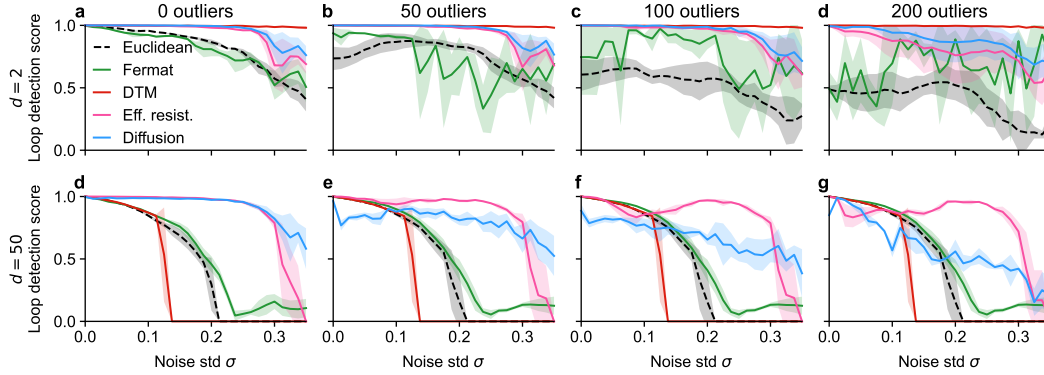 a 0 outliers
b 50 outliers
c 100 outliers
d 200 outliers
Loop detection score
d = 2
1.0
0.5
0.0
Euclidean
Fermat
DTM
Eff. resist.
Diffusion
d
e
f
g
Loop detection score
d = 50
1.0
0.5
0.0
0.0 0.1 0.2 0.3
0.0 0.1 0.2 0.3
0.0 0.1 0.2 0.3
0.0 0.1 0.2 0.3
Noise std σ
Noise std σ
Noise std σ
Noise std σ